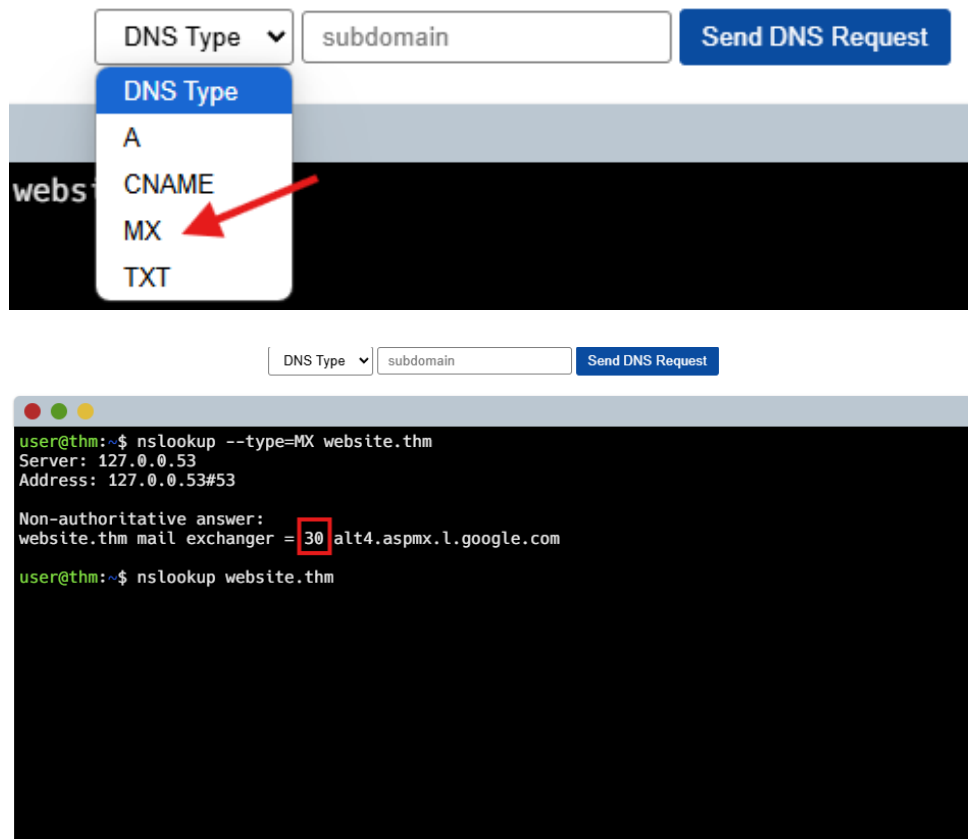 DNS Type subdomain Send DNS Request
DNS Type
A
CNAME
MX
TXT
DNS Type subdomain Send DNS Request
user@thm:~$ nslookup --type=MX website.thm
Server: 127.0.0.53
Address: 127.0.0.53#53
Non-authoritative answer:
website.thm mail exchanger = 30 alt4.aspmx.l.google.com
user@thm:~$ nslookup website.thm